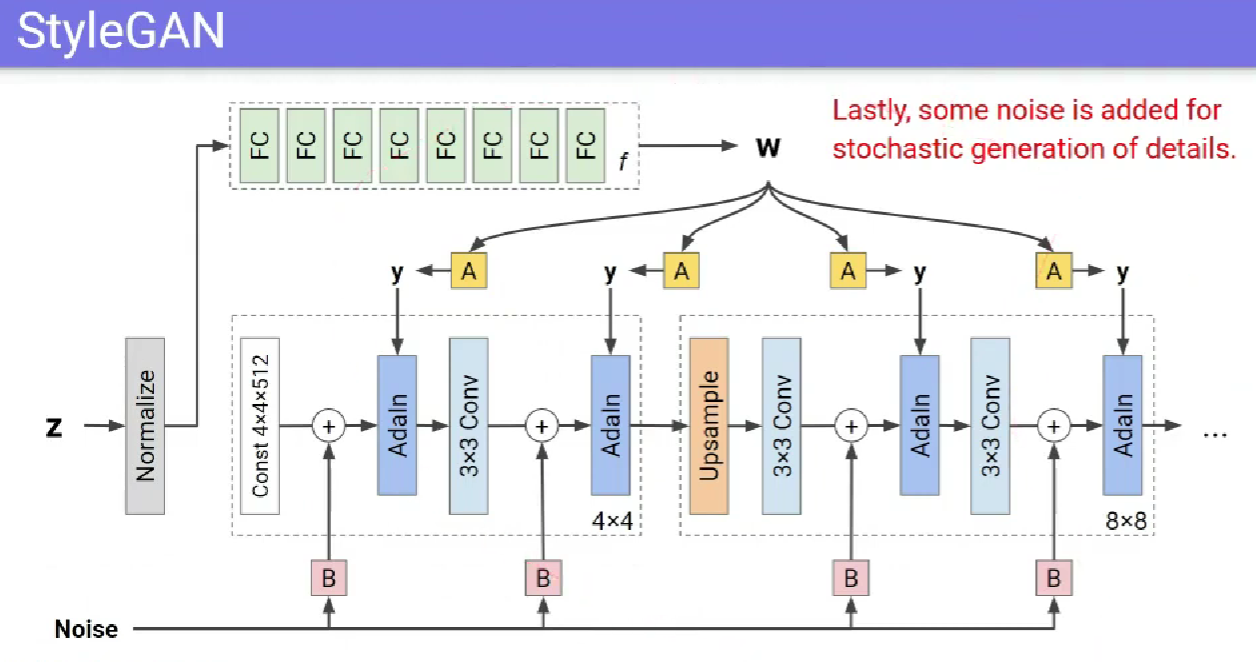 StyleGAN
Lastly, some noise is added for
stochastic generation of details.
FC FC FC FC FC FC FC FC f
w
y A y A A y A y
z
Normalize
Const 4×4×512
+
AdaIn
3×3 Conv
+
AdaIn
4×4
Upsample
3×3 Conv
+
AdaIn
3×3 Conv
+
AdaIn
8×8
...
B B B B
Noise